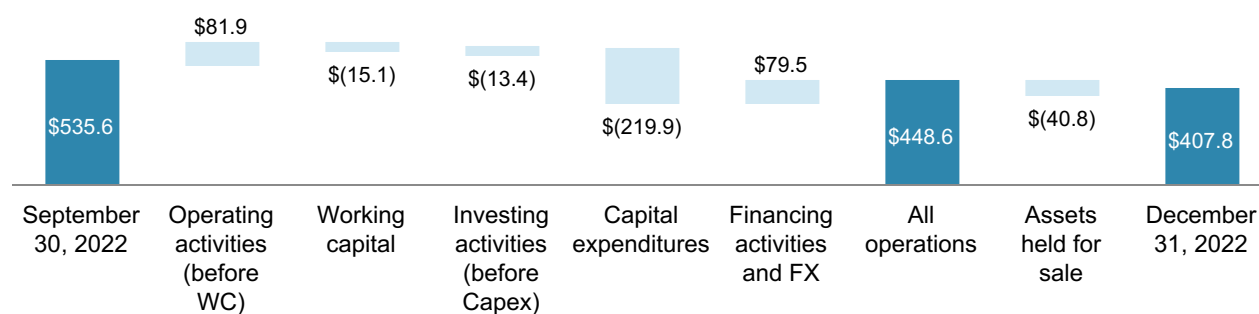 $81.9
$(15.1)
$(13.4)
$(219.9)
$79.5
$(40.8)
$535.6
$448.6
$407.8
September
30, 2022
Operating
activities
(before
WC)
Working
capital
Investing
activities
(before
Capex)
Capital
expenditures
Financing
activities
and FX
All
operations
Assets
held for
sale
December
31, 2022